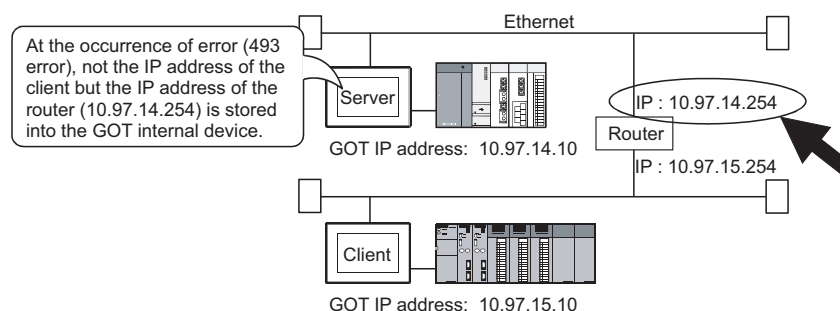 Ethernet
At the occurrence of error (493
error), not the IP address of the
client but the IP address of the
router (10.97.14.254) is stored
into the GOT internal device.
Server
IP : 10.97.14.254
Router
GOT IP address: 10.97.14.10
IP : 10.97.15.254
Client
GOT IP address: 10.97.15.10